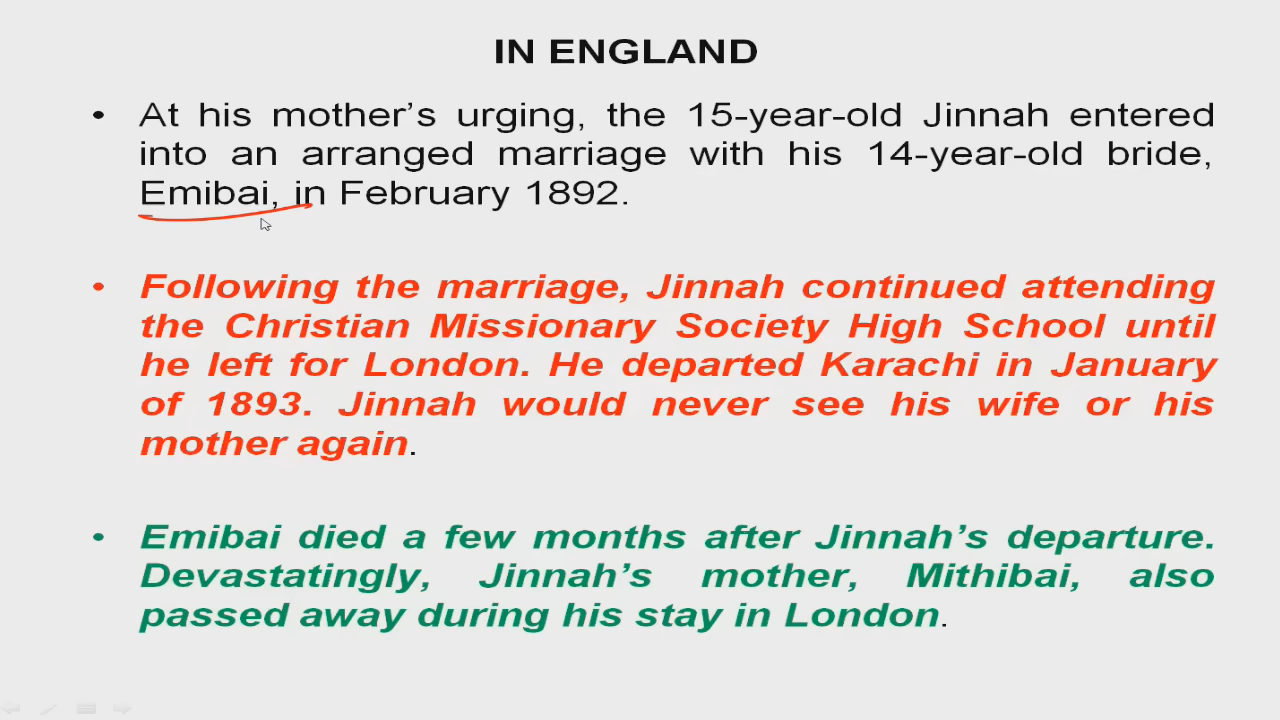 IN ENGLAND
• At his mother’s urging, the 15-year-old Jinnah entered
into an arranged marriage with his 14-year-old bride,
Emibai, in February 1892.
• Following the marriage, Jinnah continued attending
the Christian Missionary Society High School until
he left for London. He departed Karachi in January
of 1893. Jinnah would never see his wife or his
mother again.
• Emibai died a few months after Jinnah’s departure.
Devastatingly, Jinnah’s mother, Mithibai, also
passed away during his stay in London.